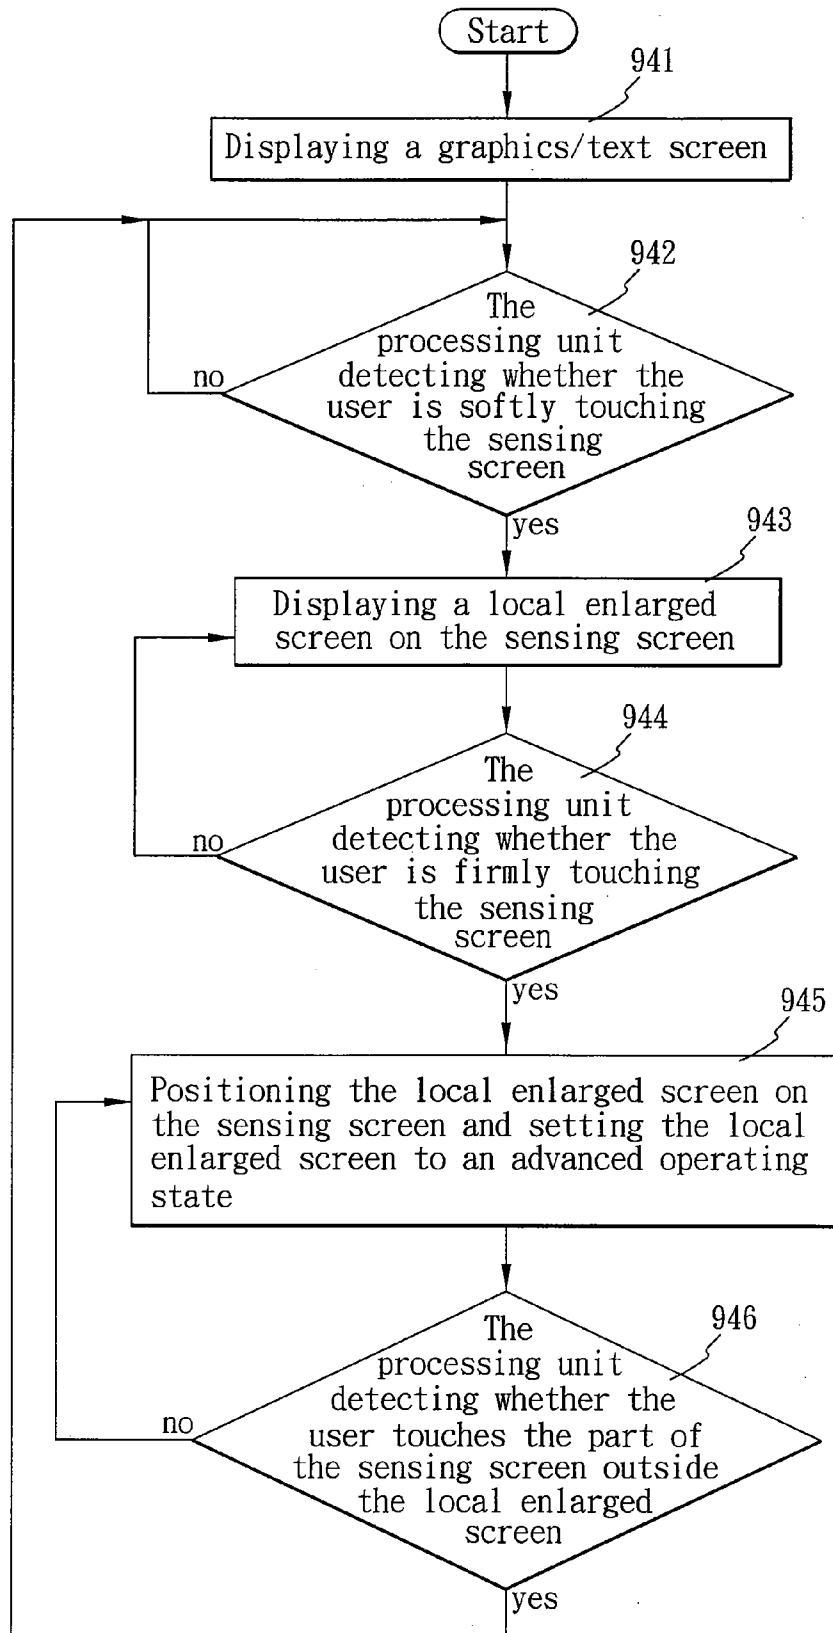 Start
941
Displaying a graphics/text screen
942
The
processing unit
detecting whether the
user is softly touching
the sensing
screen
no
yes
943
Displaying a local enlarged
screen on the sensing screen
944
The
processing unit
detecting whether the
user is firmly touching
the sensing
screen
no
yes
945
Positioning the local enlarged screen on
the sensing screen and setting the local
enlarged screen to an advanced operating
state
946
The
processing unit
detecting whether the
user touches the part of
the sensing screen outside
the local enlarged
screen
no
yes